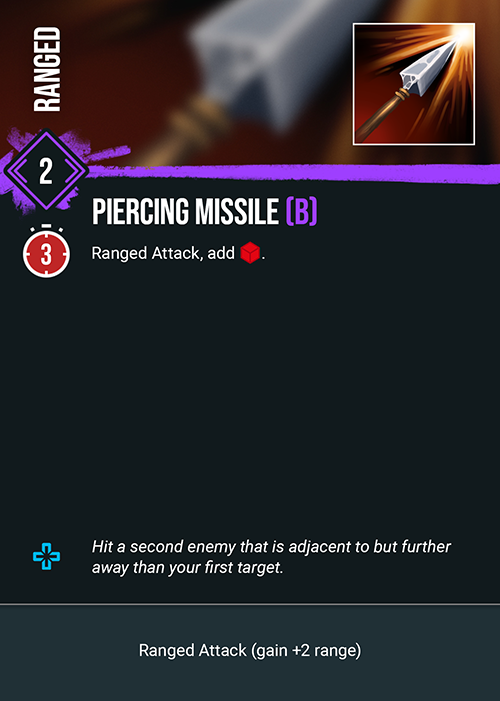 RANGED
2
PIERCING MISSILE (B)
3
Ranged Attack, add .
Hit a second enemy that is adjacent to but further
away than your first target.
Ranged Attack (gain +2 range)